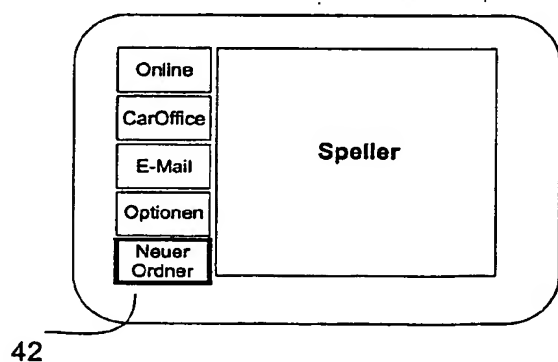 Online
CarOffice
E-Mail
Optionen
Neuer
Ordner
Speller
42